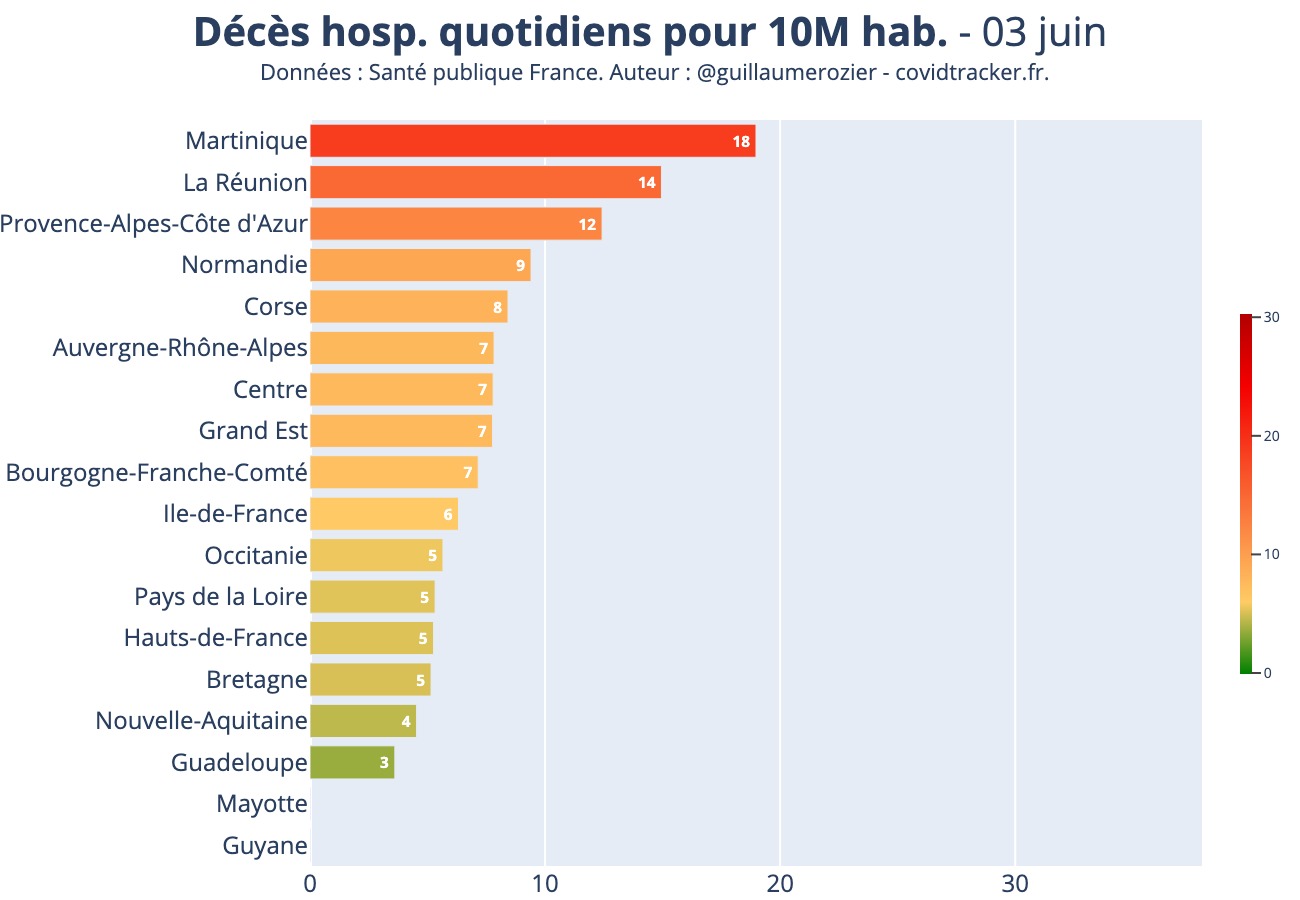 Décès hosp. quotidiens pour 10M hab. - 03 juin
Données : Santé publique France. Auteur : @guillaumerozier - covidtracker.fr.
Martinique 18
La Réunion 14
Provence-Alpes-Côte d'Azur 12
Normandie 9
Corse 8
Auvergne-Rhône-Alpes 7
Centre 7
Grand Est 7
Bourgogne-Franche-Comté 7
Ile-de-France 6
Occitanie 5
Pays de la Loire 5
Hauts-de-France 5
Bretagne 5
Nouvelle-Aquitaine 4
Guadeloupe 3
Mayotte
Guyane
0 10 20 30
30
20
10
0